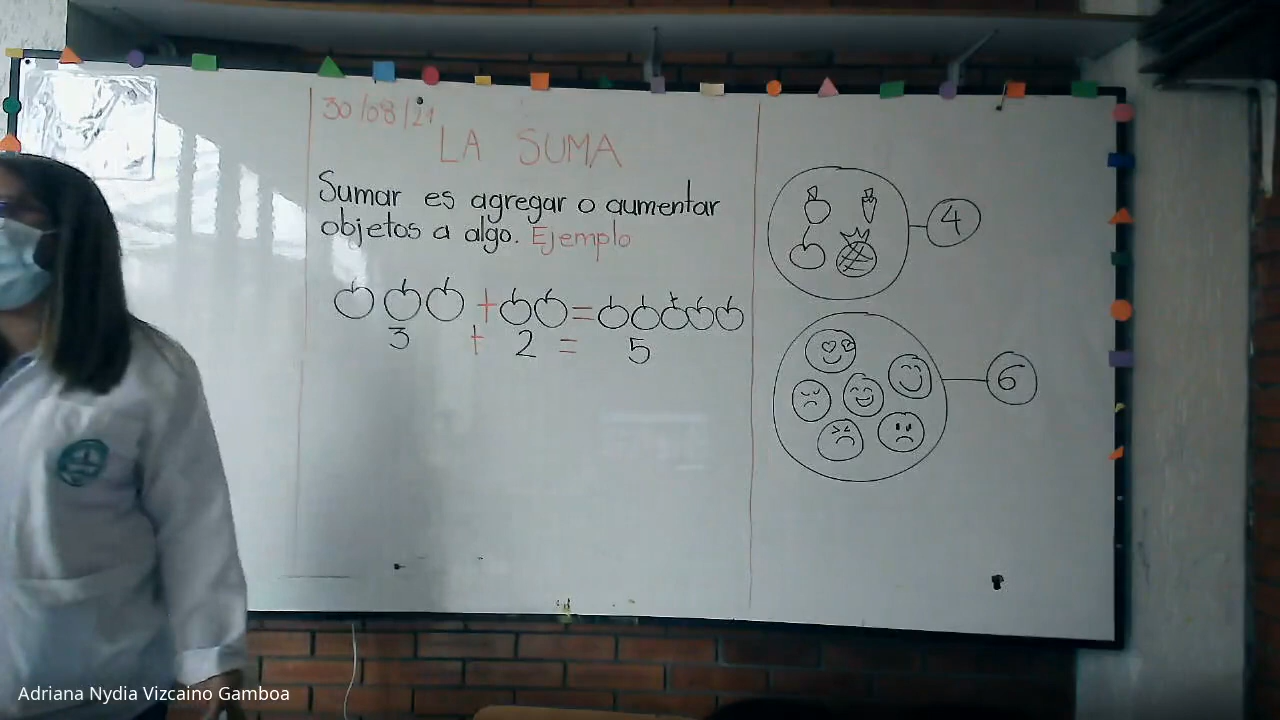 30/08/21
LA SUMA
Sumar es agregar o aumentar
objetos a algo. Ejemplo
+ =
3 + 2 = 5
4
6
Adriana Nydia Vizcaino Gamboa